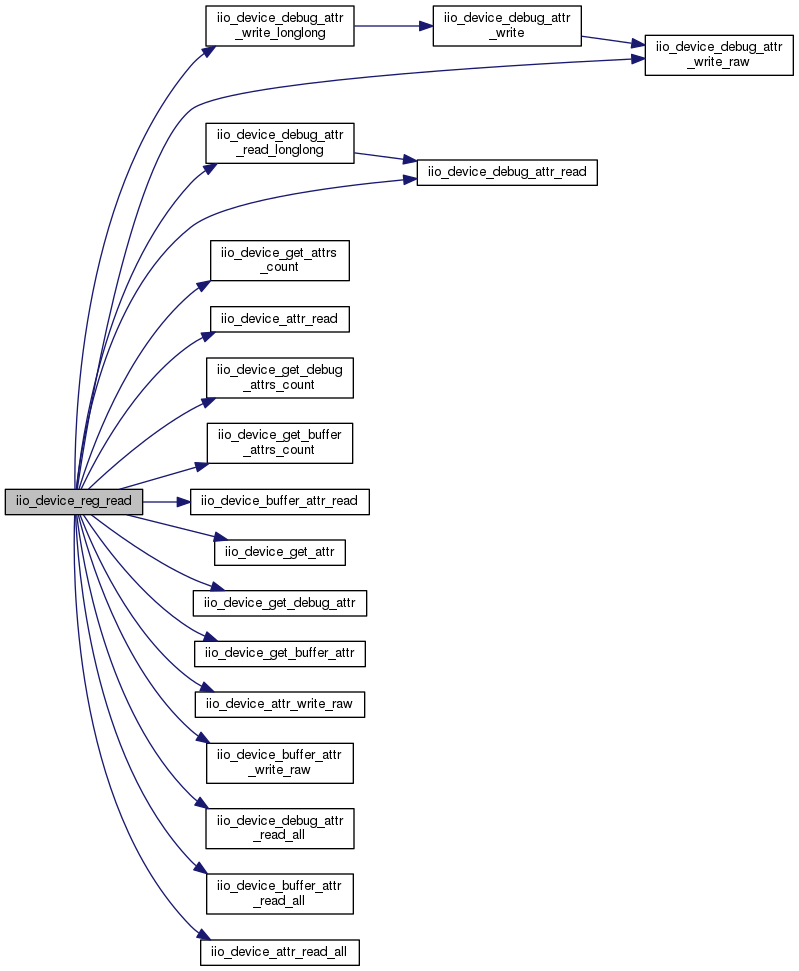 iio_device_debug_attr
_write_longlong
iio_device_debug_attr
_write
iio_device_debug_attr
_write_raw
iio_device_debug_attr
_read_longlong
iio_device_debug_attr_read
iio_device_get_attrs
_count
iio_device_attr_read
iio_device_get_debug
_attrs_count
iio_device_get_buffer
_attrs_count
iio_device_reg_read
iio_device_buffer_attr_read
iio_device_get_attr
iio_device_get_debug_attr
iio_device_get_buffer_attr
iio_device_attr_write_raw
iio_device_buffer_attr
_write_raw
iio_device_debug_attr
_read_all
iio_device_buffer_attr
_read_all
iio_device_attr_read_all